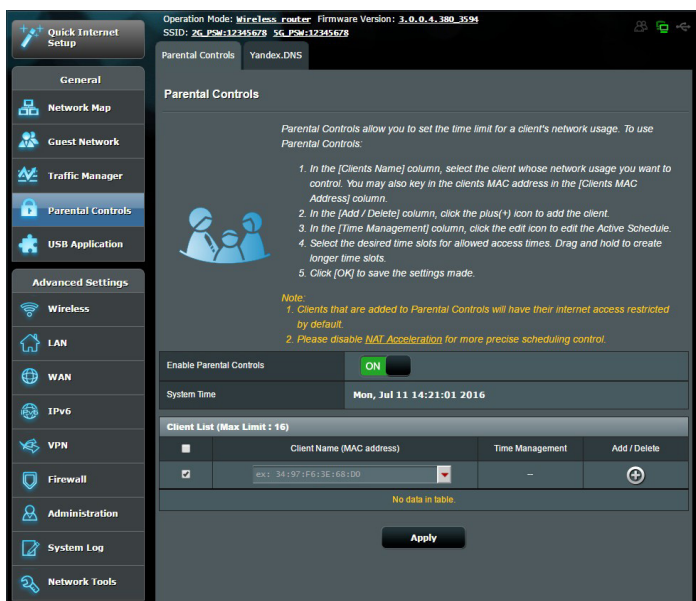 Operation Mode: Wireless router Firmware Version: 3.0.0.4.380_3594
SSID: 2G_PSW:12345678 5G_PSW:12345678
Quick Internet
Setup
General
Network Map
Guest Network
Traffic Manager
Parental Controls
USB Application
Advanced Settings
Wireless
LAN
WAN
IPv6
IPv6
VPN
Firewall
Administration
System Log
Network Tools
Parental Controls Yandex.DNS
Parental Controls
Parental Controls allow you to set the time limit for a client's network usage. To use
Parental Controls:
1. In the [Clients Name] column, select the client whose network usage you want to
control. You may also key in the clients MAC address in the [Clients MAC
Address] column.
2. In the [Add / Delete] column, click the plus(+) icon to add the client.
3. In the [Time Management] column, click the edit icon to edit the Active Schedule.
4. Select the desired time slots for allowed access times. Drag and hold to create
longer time slots.
5. Click [OK] to save the settings made.
Note:
1. Clients that are added to Parental Controls will have their internet access restricted
by default.
2. Please disable NAT Acceleration for more precise scheduling control.
Enable Parental Controls ON
System Time Mon, Jul 11 14:21:01 2016
Client List (Max Limit : 16)
Client Name (MAC address) Time Management Add / Delete
ex: 34:97:F6:3E:68:D0 --
No data in table.
Apply